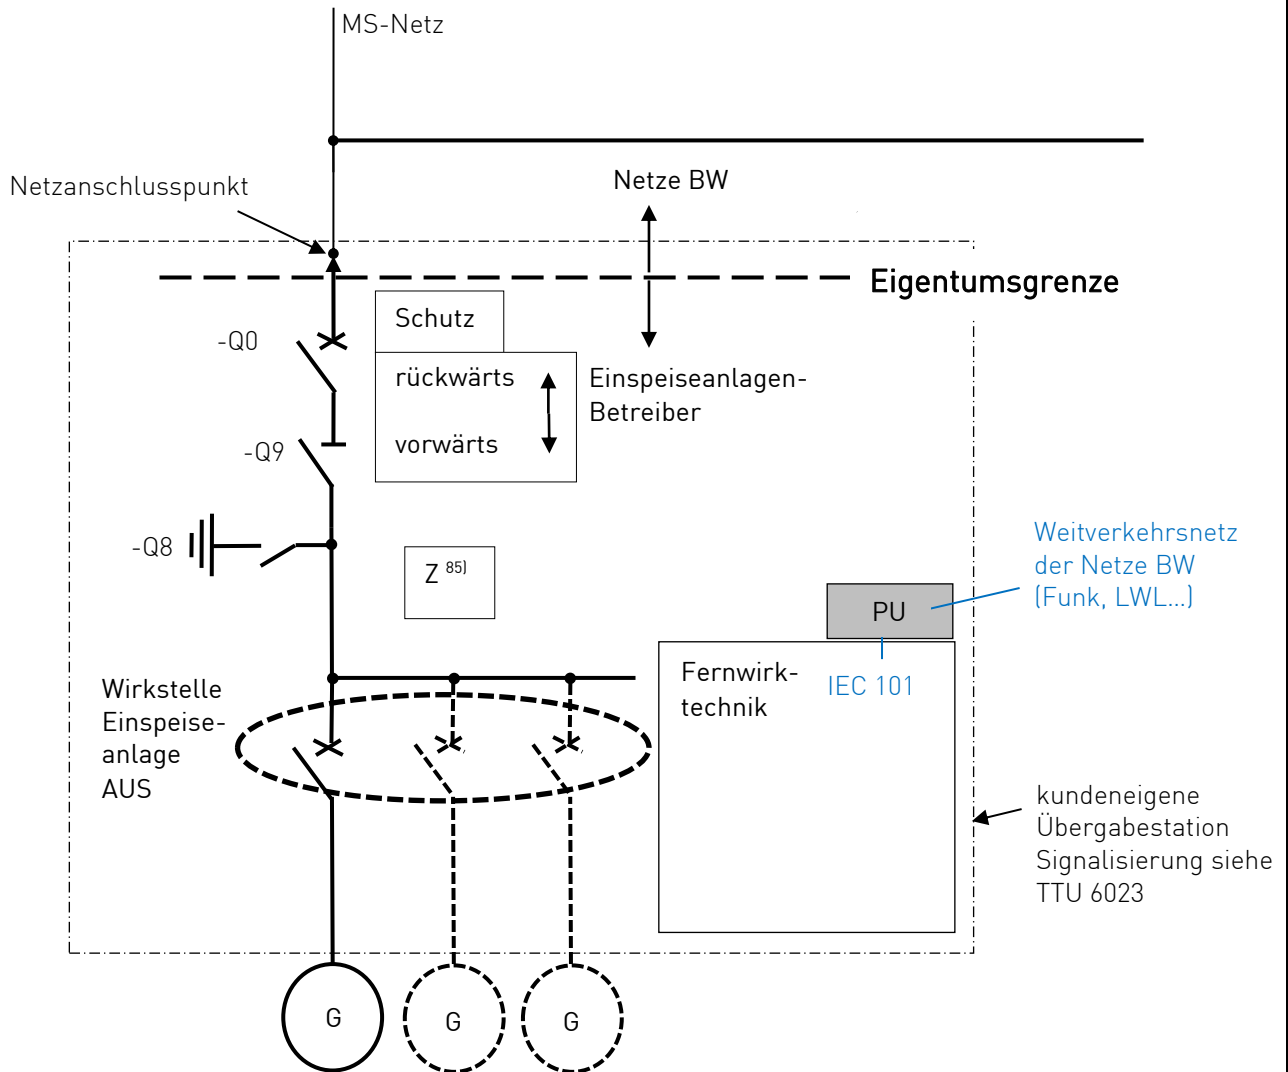 MS-Netz
Netzanschlusspunkt
Netze BW
Eigentumsgrenze
Schutz
-Q0
rückwärts
vorwärts
Einspeiseanlagen-
Betreiber
-Q9
-Q8
Z 85)
Weitverkehrsnetz
der Netze BW
(Funk, LWL...)
PU
IEC 101
Fernwirk-
technik
Wirkstelle
Einspeise-
anlage
AUS
kundeneigene
Übergabestation
Signalisierung siehe
TTU 6023
G
G
G